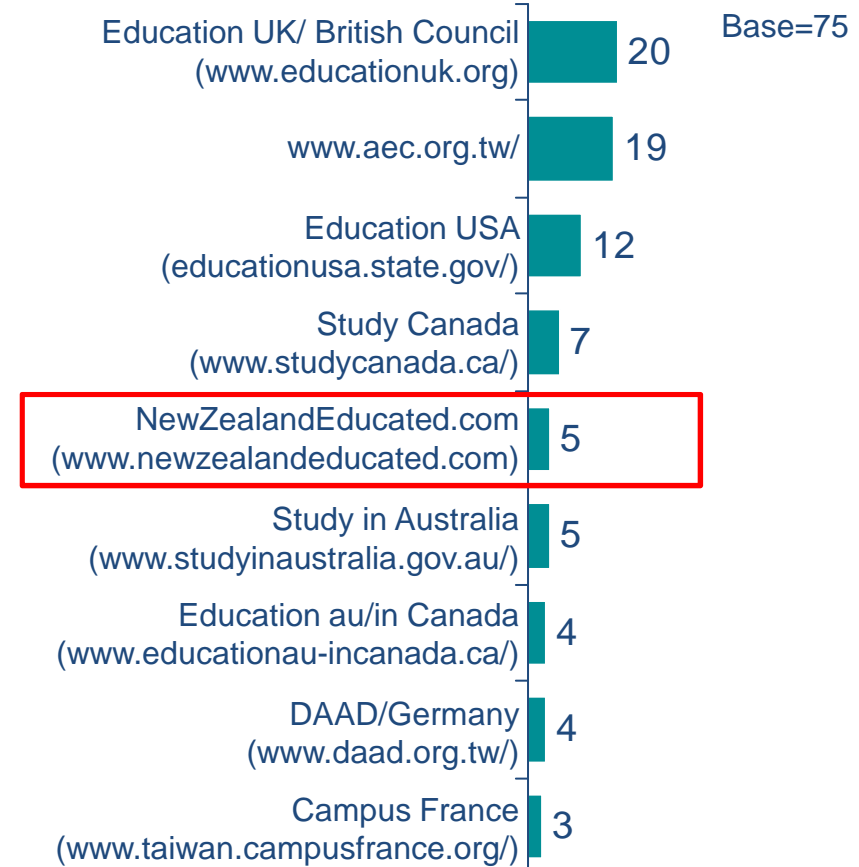 Education UK/ British Council
(www.educationuk.org)
20
Base=75
www.aec.org.tw/
19
Education USA
(educationusa.state.gov/)
12
Study Canada
(www.studycanada.ca/)
7
NewZealandEducated.com
(www.newzealandeducated.com)
5
Study in Australia
(www.studyinaustralia.gov.au/)
5
Education au/in Canada
(www.educationau-incanada.ca/)
4
DAAD/Germany
(www.daad.org.tw/)
4
Campus France
(www.taiwan.campusfrance.org/)
3